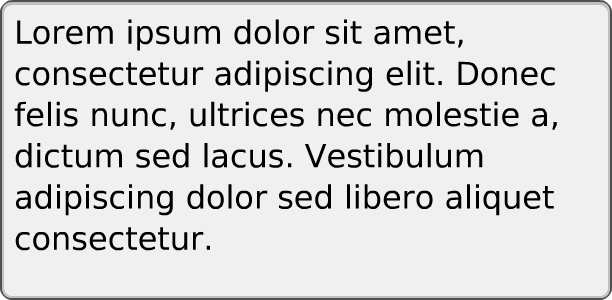 Lorem ipsum dolor sit amet,
consectetur adipiscing elit. Donec
felis nunc, ultrices nec molestie a,
dictum sed lacus. Vestibulum
adipiscing dolor sed libero aliquet
consectetur.